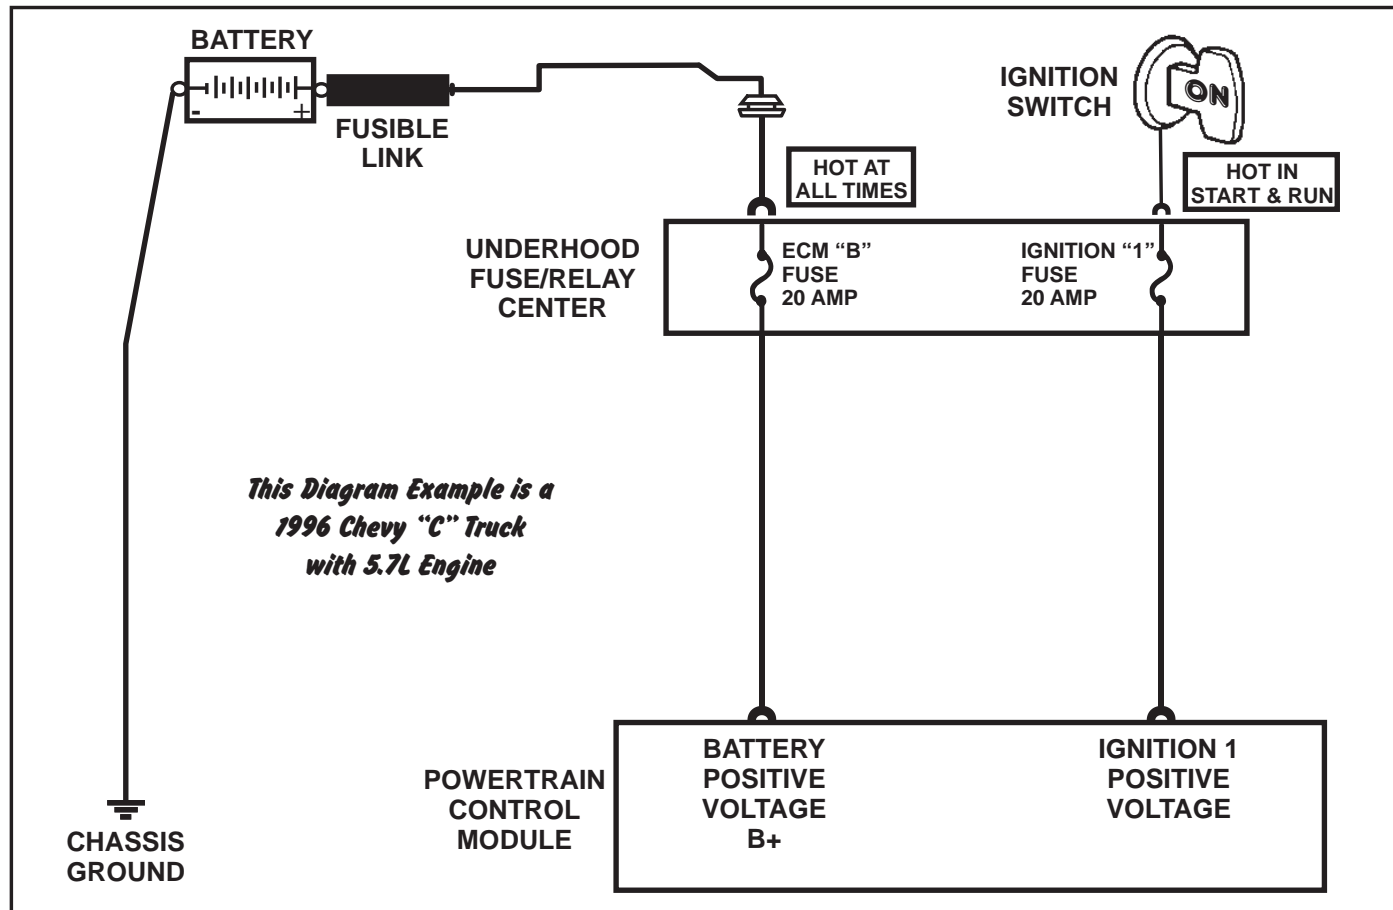 BATTERY
-
+
FUSIBLE
LINK
IGNITION
SWITCH
ON
HOT AT
ALL TIMES
HOT IN
START & RUN
UNDERHOOD
FUSE/RELAY
CENTER
ECM “B”
FUSE
20 AMP
IGNITION “1”
FUSE
20 AMP
This Diagram Example is a
1996 Chevy “C” Truck
with 5.7L Engine
POWERTRAIN
CONTROL
MODULE
BATTERY
POSITIVE
VOLTAGE
B+
IGNITION 1
POSITIVE
VOLTAGE
CHASSIS
GROUND